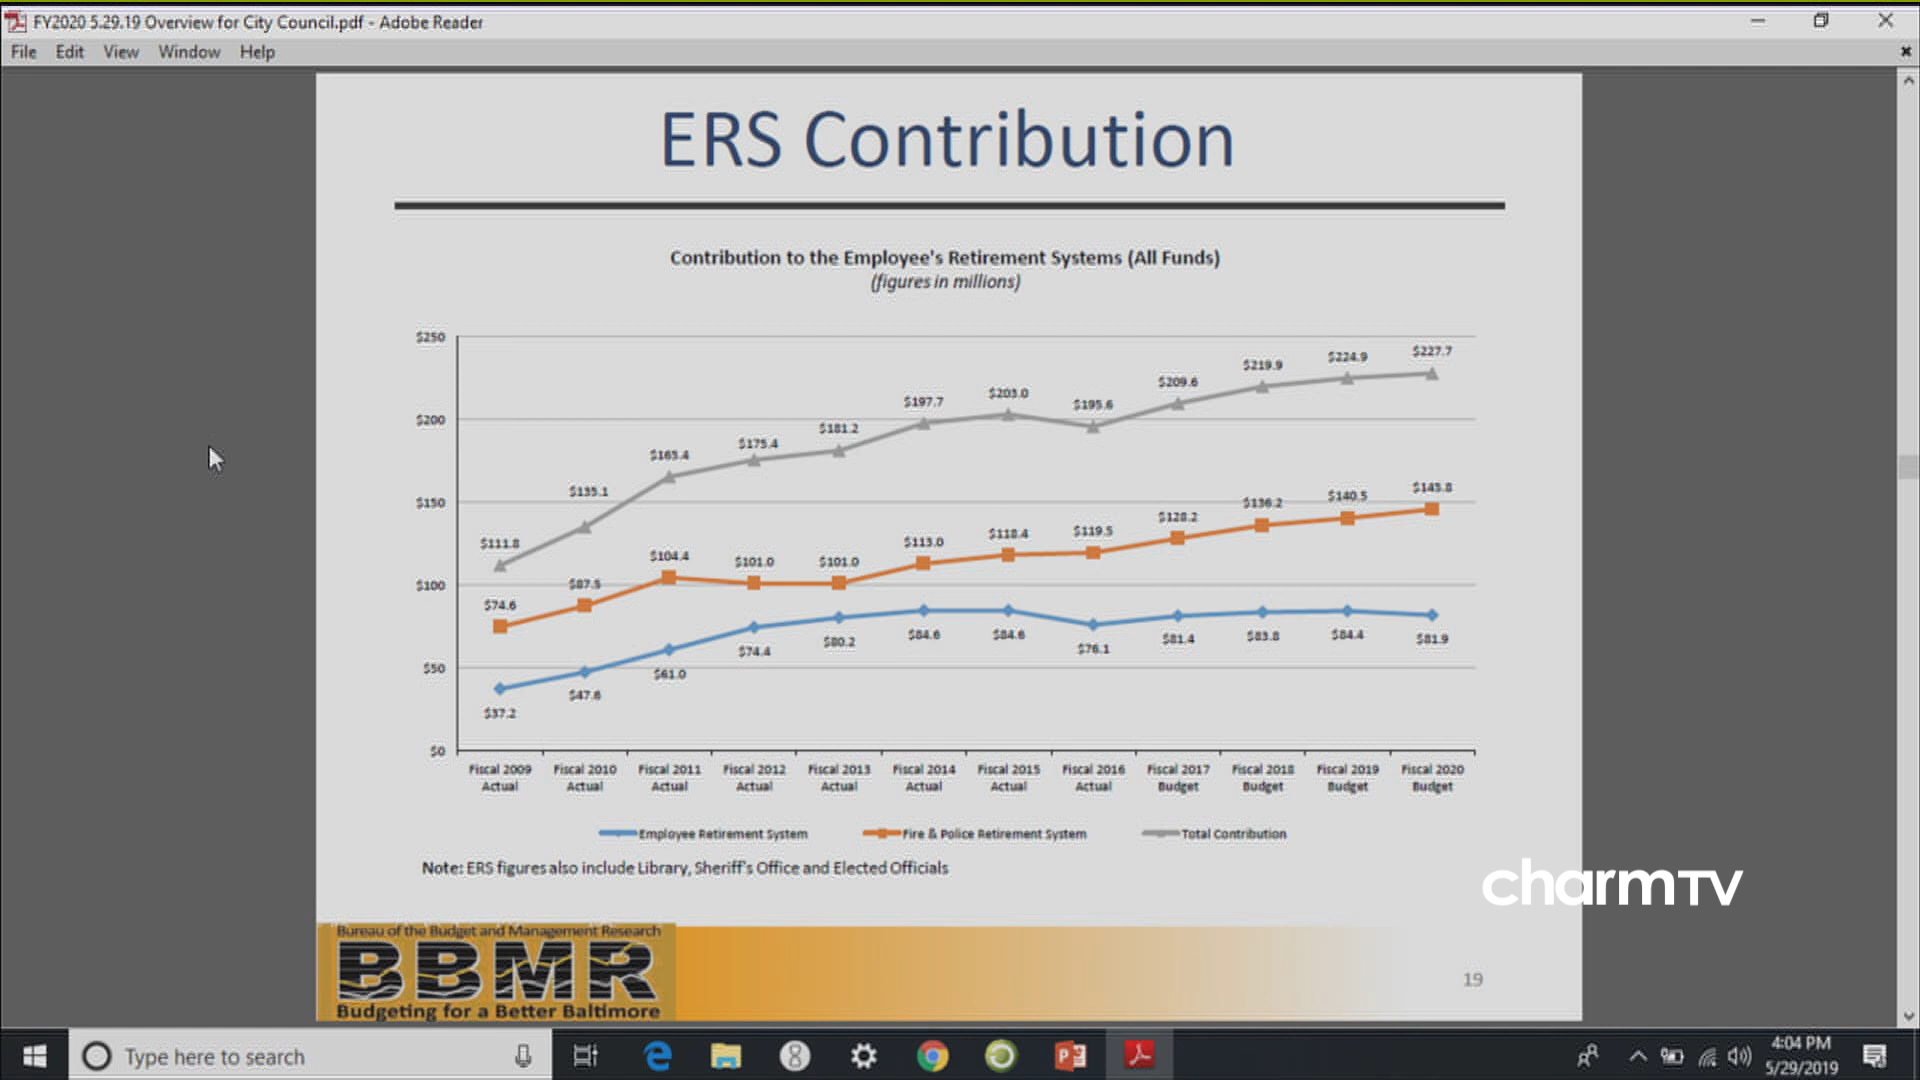 FY2020 5.29.19 Overview for City Council.pdf - Adobe Reader
File Edit View Window Help
ERS Contribution
Contribution to the Employee's Retirement Systems (All Funds)
(figures in millions)
$250
$227.7
$224.9
$219.9
$209.6
$203.0
$197.7
$195.6
$200
$181.2
$175.4
$165.4
$135.1
$150
$145.8
$140.5
$136.2
$128.2
$119.5
$118.4
$113.0
$111.8
$104.4
$101.0
$101.0
$100
$87.5
$74.6
$84.6
$84.6
$84.4
$83.8
$81.9
$81.4
$80.2
$76.1
$74.4
$50
$61.0
$47.6
$37.2
$0
Fiscal 2009 Fiscal 2010 Fiscal 2011 Fiscal 2012 Fiscal 2013 Fiscal 2014 Fiscal 2015 Fiscal 2016 Fiscal 2017 Fiscal 2018 Fiscal 2019 Fiscal 2020
Actual Actual Actual Actual Actual Actual Actual Actual Budget Budget Budget Budget
Employee Retirement System Fire & Police Retirement System Total Contribution
Note: ERS figures also include Library, Sheriff's Office and Elected Officials
charmTV
Bureau of the Budget and Management Research
BBMR
Budgeting for a Better Baltimore
19
Type here to search
4:04 PM
5/29/2019